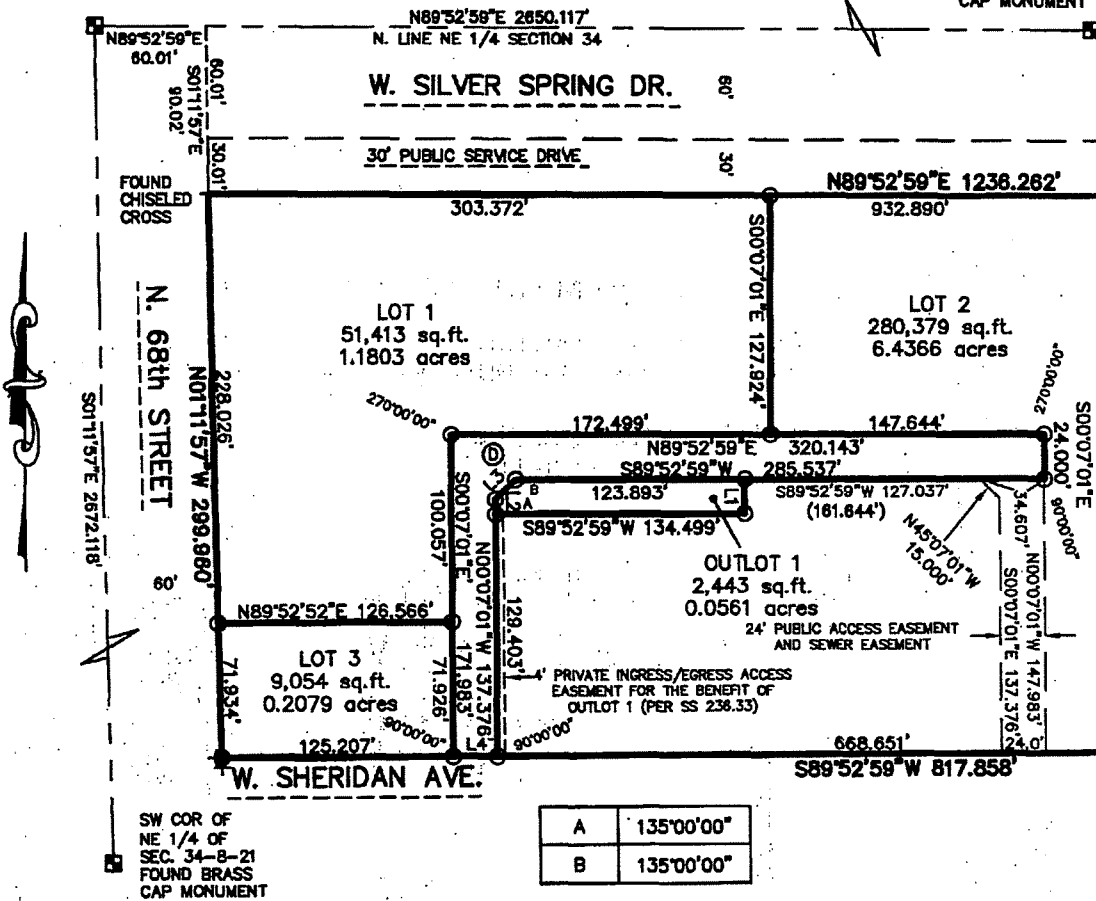 CAP MONUMENT
N89°52'59"E 2650.117'
N89°52'59"E
60.01'
N. LINE NE 1/4 SECTION 34
W. SILVER SPRING DR.
60'
60.01'
S01°11'57"E
90.02'
30.01'
30' PUBLIC SERVICE DRIVE
30'
FOUND
CHISELED
CROSS
N89°52'59"E 1236.262'
303.372'
932.890'
S00°07'01"E 127.924'
N. 68th STREET
LOT 1
51,413 sq.ft.
1.1803 acres
LOT 2
280,379 sq.ft.
6.4366 acres
228.026'
N01°11'57"W 299.960'
S01°11'57"E 2672.118'
270°00'00"
270°00'00"
172.499'
147.644'
N89°52'59"E 320.143'
S00°07'01"E
24.000'
D
S89°52'59"W 285.537'
B
123.893'
L1
S89°52'59"W 127.037'
(161.644')
A
L2
L3
S89°52'59"W 134.499'
34.607'
90°00'00"
N45°07'01"W
15.000'
100.057'
S00°07'01"E
171.983'
N00°07'01"W 137.376'
129.403'
OUTLOT 1
2,443 sq.ft.
0.0561 acres
60'
N89°52'52"E 126.566'
24' PUBLIC ACCESS EASEMENT
AND SEWER EASEMENT
S00°07'01"E 137.376'
N00°07'01"W 147.983'
LOT 3
9,054 sq.ft.
0.2079 acres
71.934'
71.926'
4' PRIVATE INGRESS/EGRESS ACCESS
EASEMENT FOR THE BENEFIT OF
OUTLOT 1 (PER SS 236.33)
90°00'00"
90°00'00"
125.207'
L4
668.651'
24.0'
W. SHERIDAN AVE.
S89°52'59"W 817.858'
SW COR OF
NE 1/4 OF
SEC. 34-8-21
FOUND BRASS
CAP MONUMENT
A 135°00'00"
B 135°00'00"